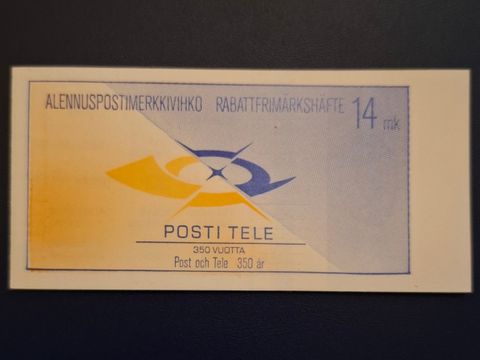 ALENNUSPOSTIMERKKIVIHKO RABATTFRIMÄRKSHÄFTE 14 mk
POSTI TELE
350 VUOTTA
Post och Tele 350 år